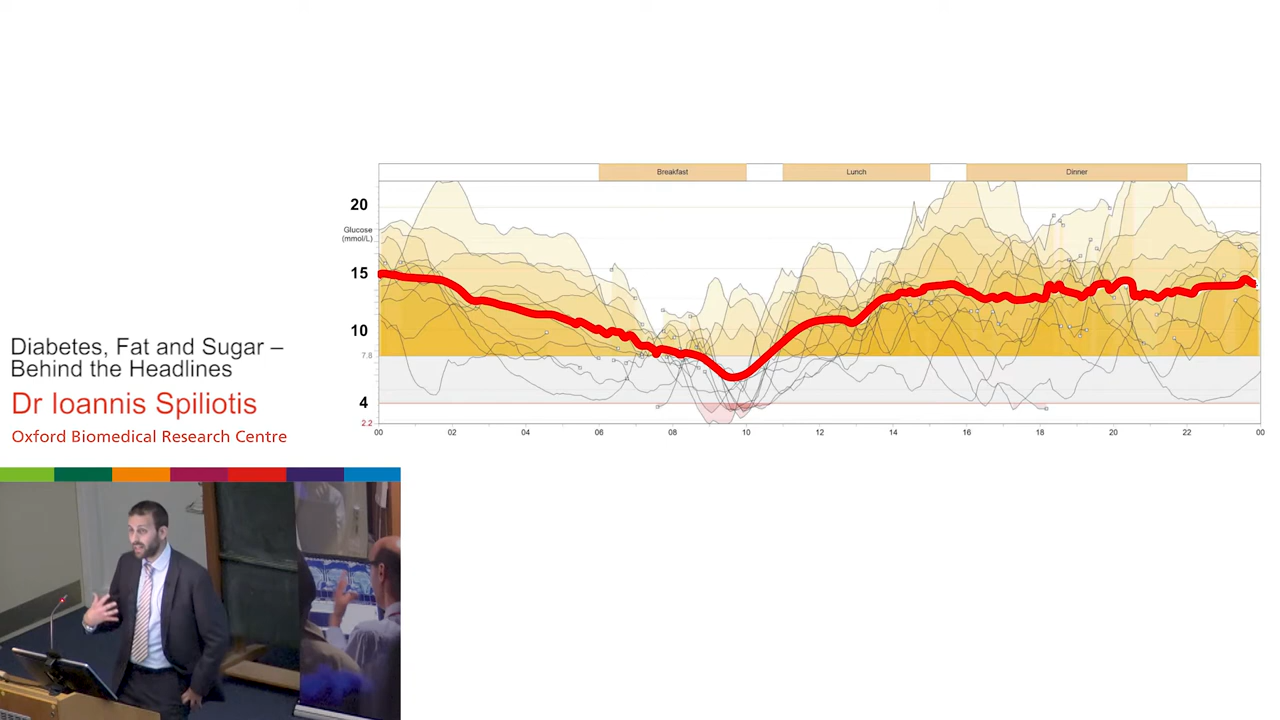 Breakfast
Lunch
Dinner
20
Glucose
(mmol/L)
15
10
7.8
4
2.2
00
02
04
06
08
10
12
14
16
18
20
22
00
Diabetes, Fat and Sugar –
Behind the Headlines
Dr Ioannis Spiliotis
Oxford Biomedical Research Centre